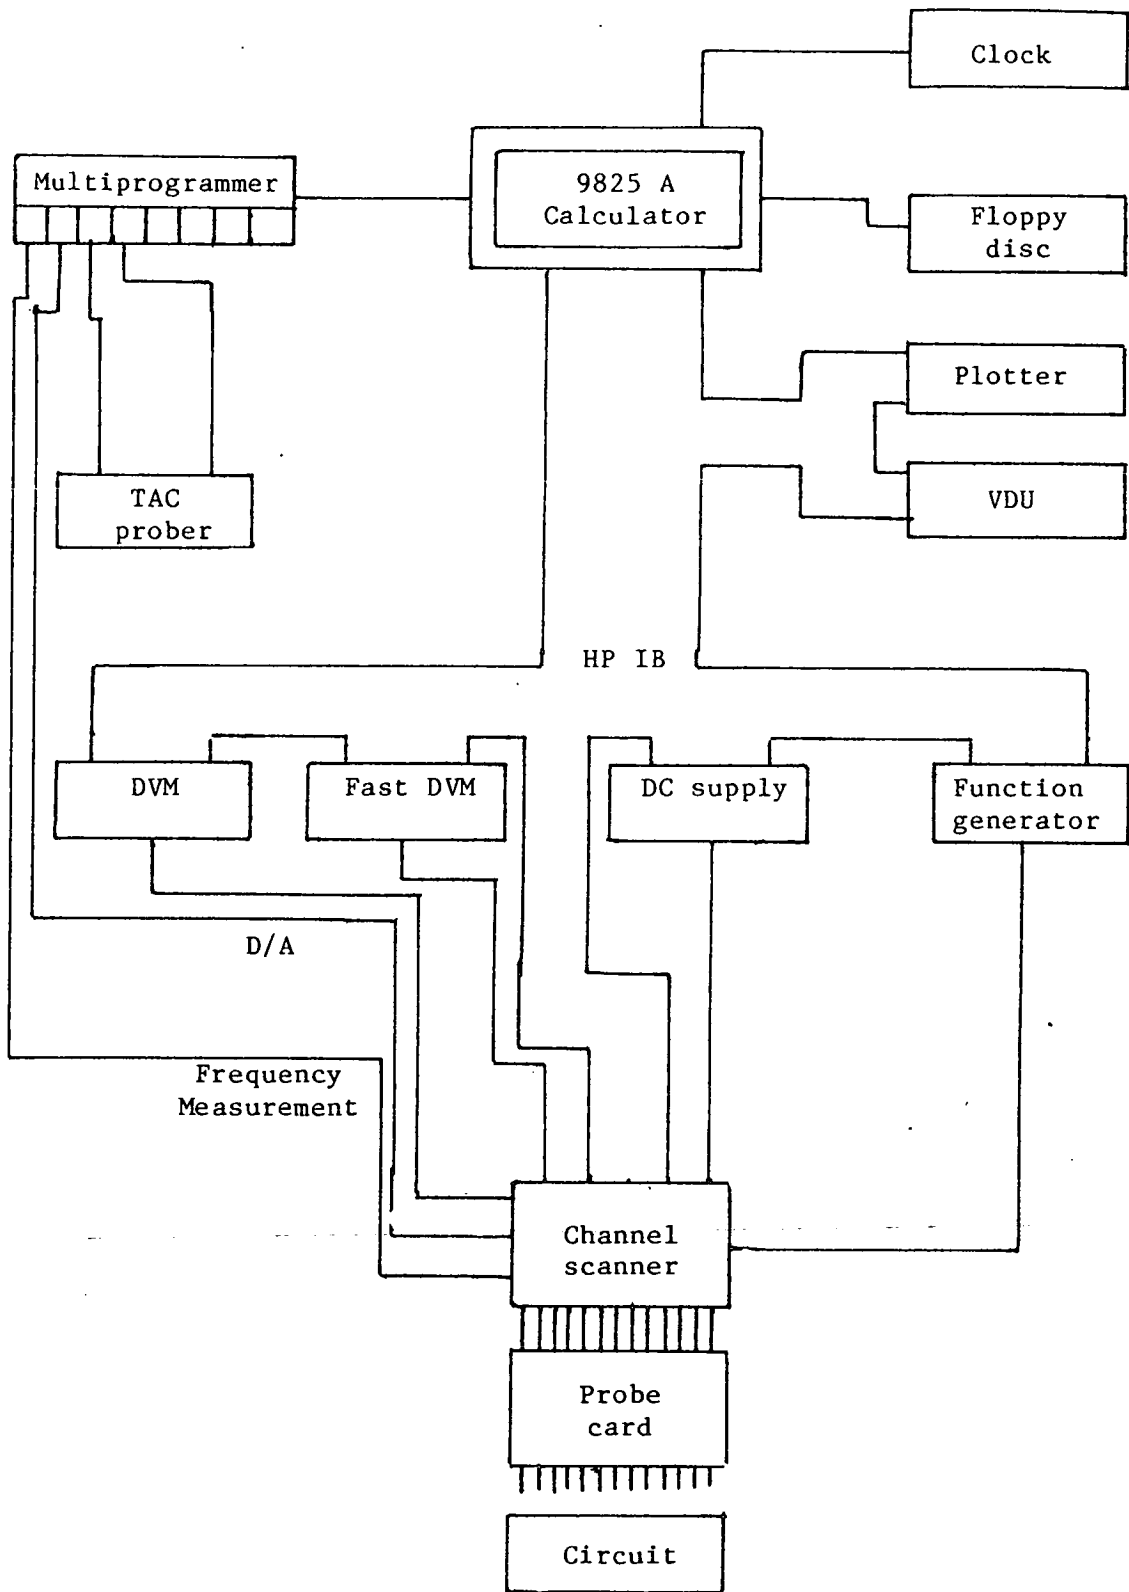 Clock
Multiprogrammer
9825 A
Calculator
Floppy
disc
Plotter
TAC
prober
VDU
HP IB
DVM
Fast DVM
DC supply
Function
generator
D/A
Frequency
Measurement
Channel
scanner
Probe
card
Circuit